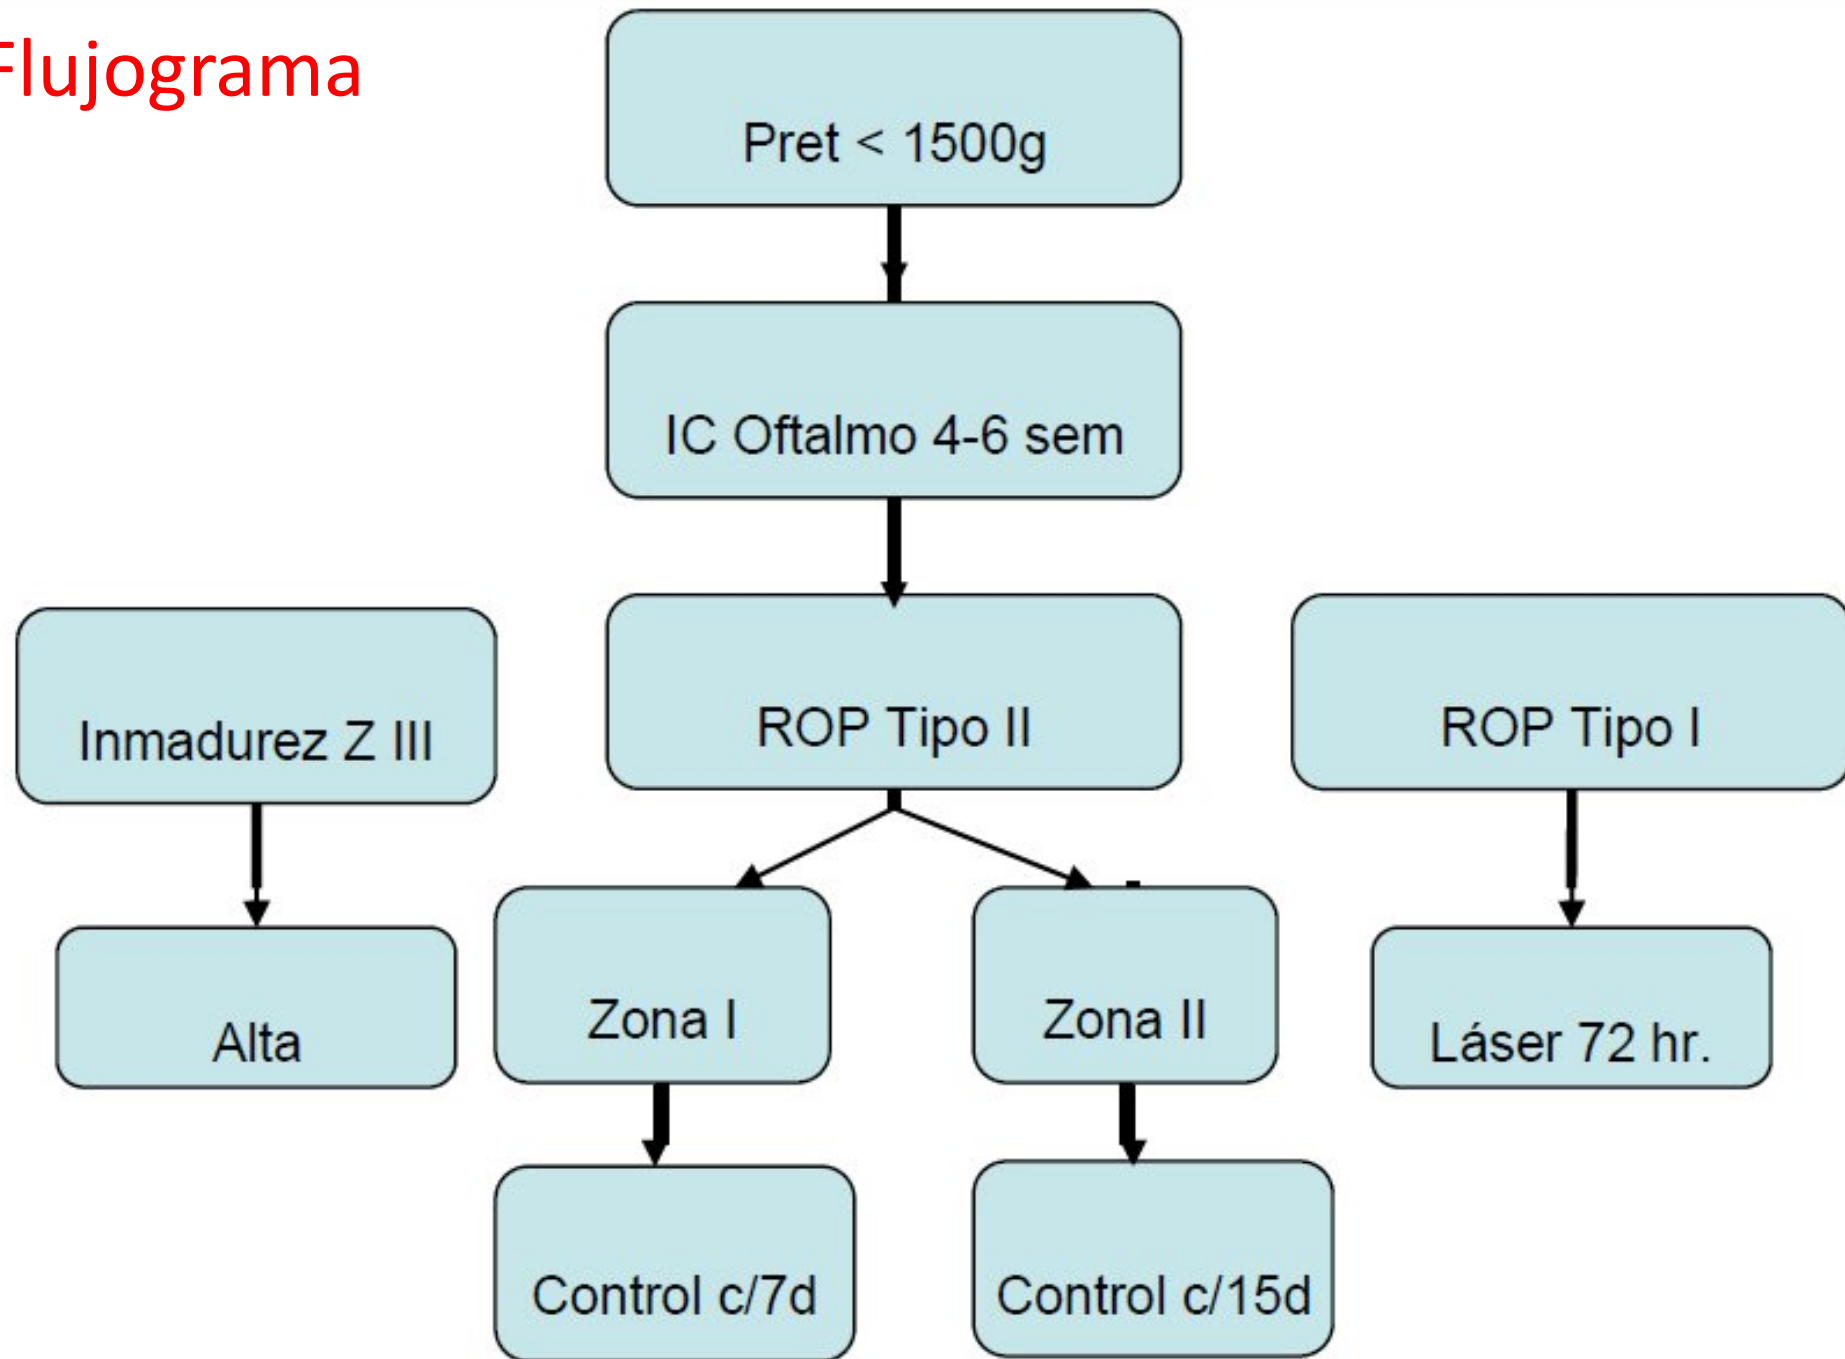 Flujograma
Pret < 1500g
IC Oftalmo 4-6 sem
Inmadurez Z III
ROP Tipo II
ROP Tipo I
Alta
Zona I
Zona II
Láser 72 hr.
Control c/7d
Control c/15d